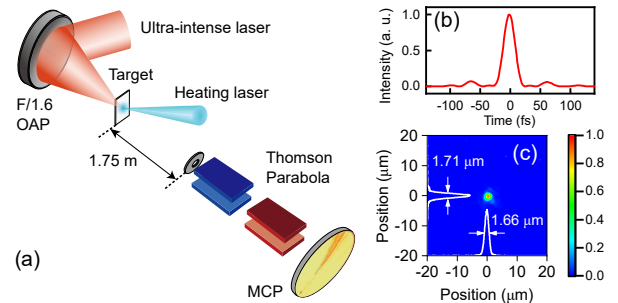 Ultra-intense laser
Target
Heating laser
F/1.6
OAP
1.75 m
Thomson
Parabola
MCP
(a)
(b)
Intensity (a. u.)
1.0
0.5
0.0
-100 -50 0 50 100
Time (fs)
(c)
Position (µm)
20
10
0
-10
-20
1.71 µm
1.66 µm
-20 -10 0 10 20
Position (µm)
1.0
0.8
0.6
0.4
0.2
0.0